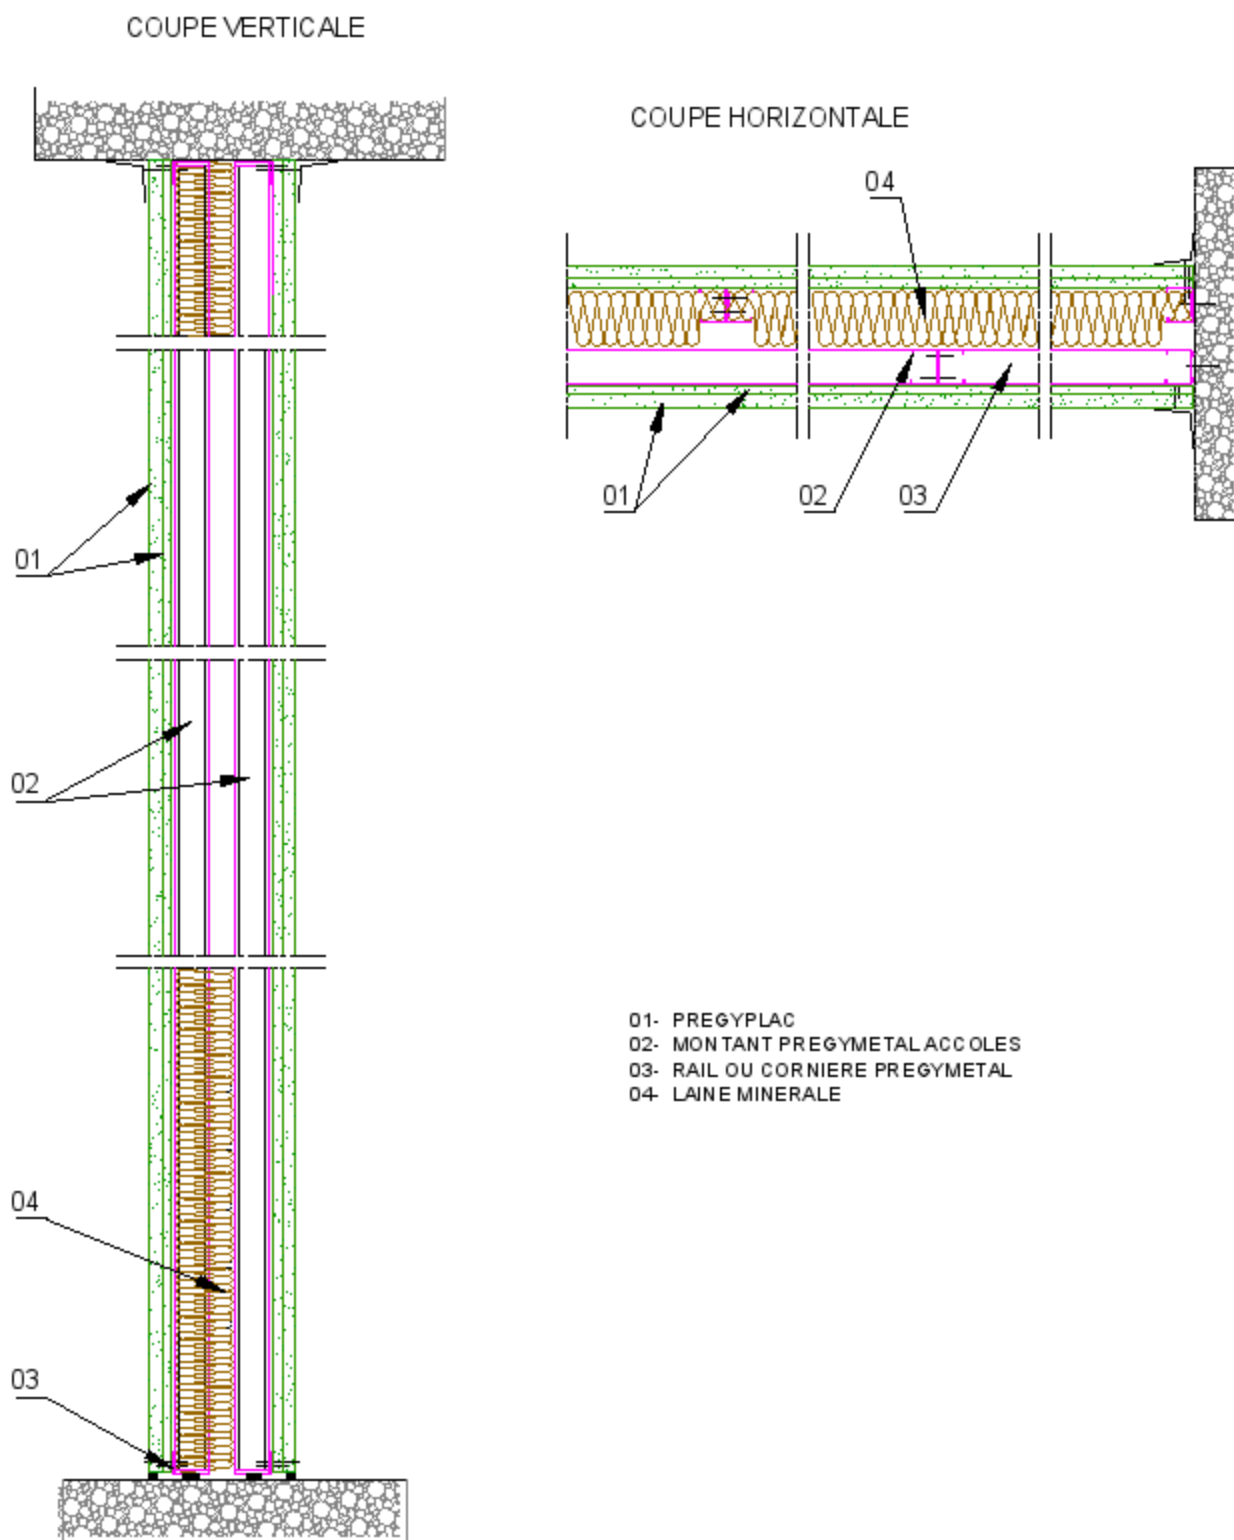 COUPE VERTICALE
COUPE HORIZONTALE
04
01
02
03
01
02
04
03
01- PREGYPLAC
02- MONTANT PREGYMETAL ACCOLES
03- RAIL OU CORNIERE PREGYMETAL
04- LAINE MINERALE